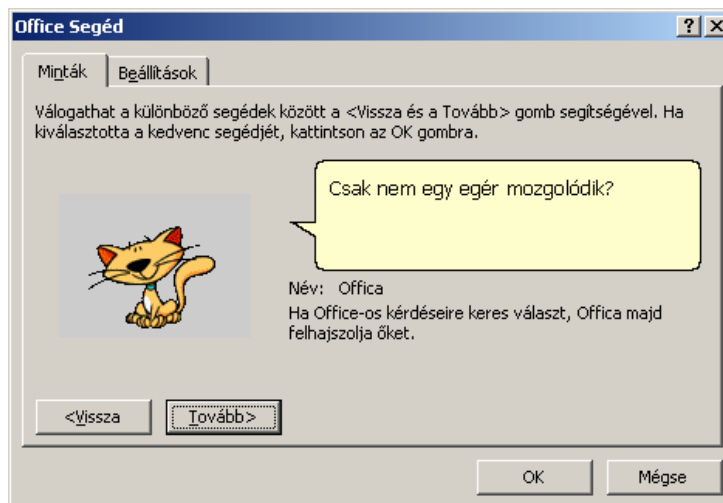 Office Segéd
Minták
Beállítások
Válogathat a különböző segédek között a <Vissza és a Tovább> gomb segítségével. Ha
kiválasztotta a kedvenc segédjét, kattintson az OK gombra.
Csak nem egy egér mozgolódik?
Név: Offica
Ha Office-os kérdéseire keres választ, Offica majd
felhajszolja őket.
<Vissza
Tovább>
OK
Mégse